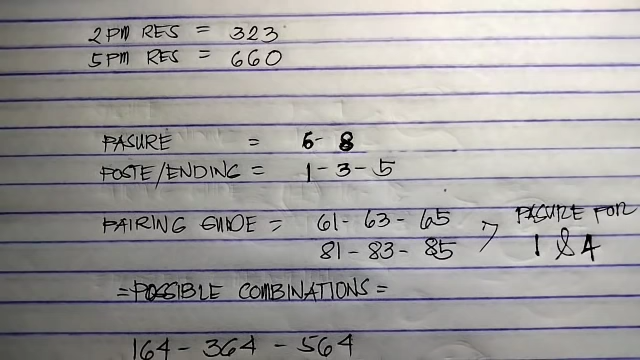 2PM RES = 323
5PM RES = 660
PASURE = 6-8
POSTE/ENDING = 1-3-5
PAIRING GUIDE = 61-63-65 > PASURE FOR
81-83-85 1 & 4
=POSSIBLE COMBINATIONS=
164-364-564